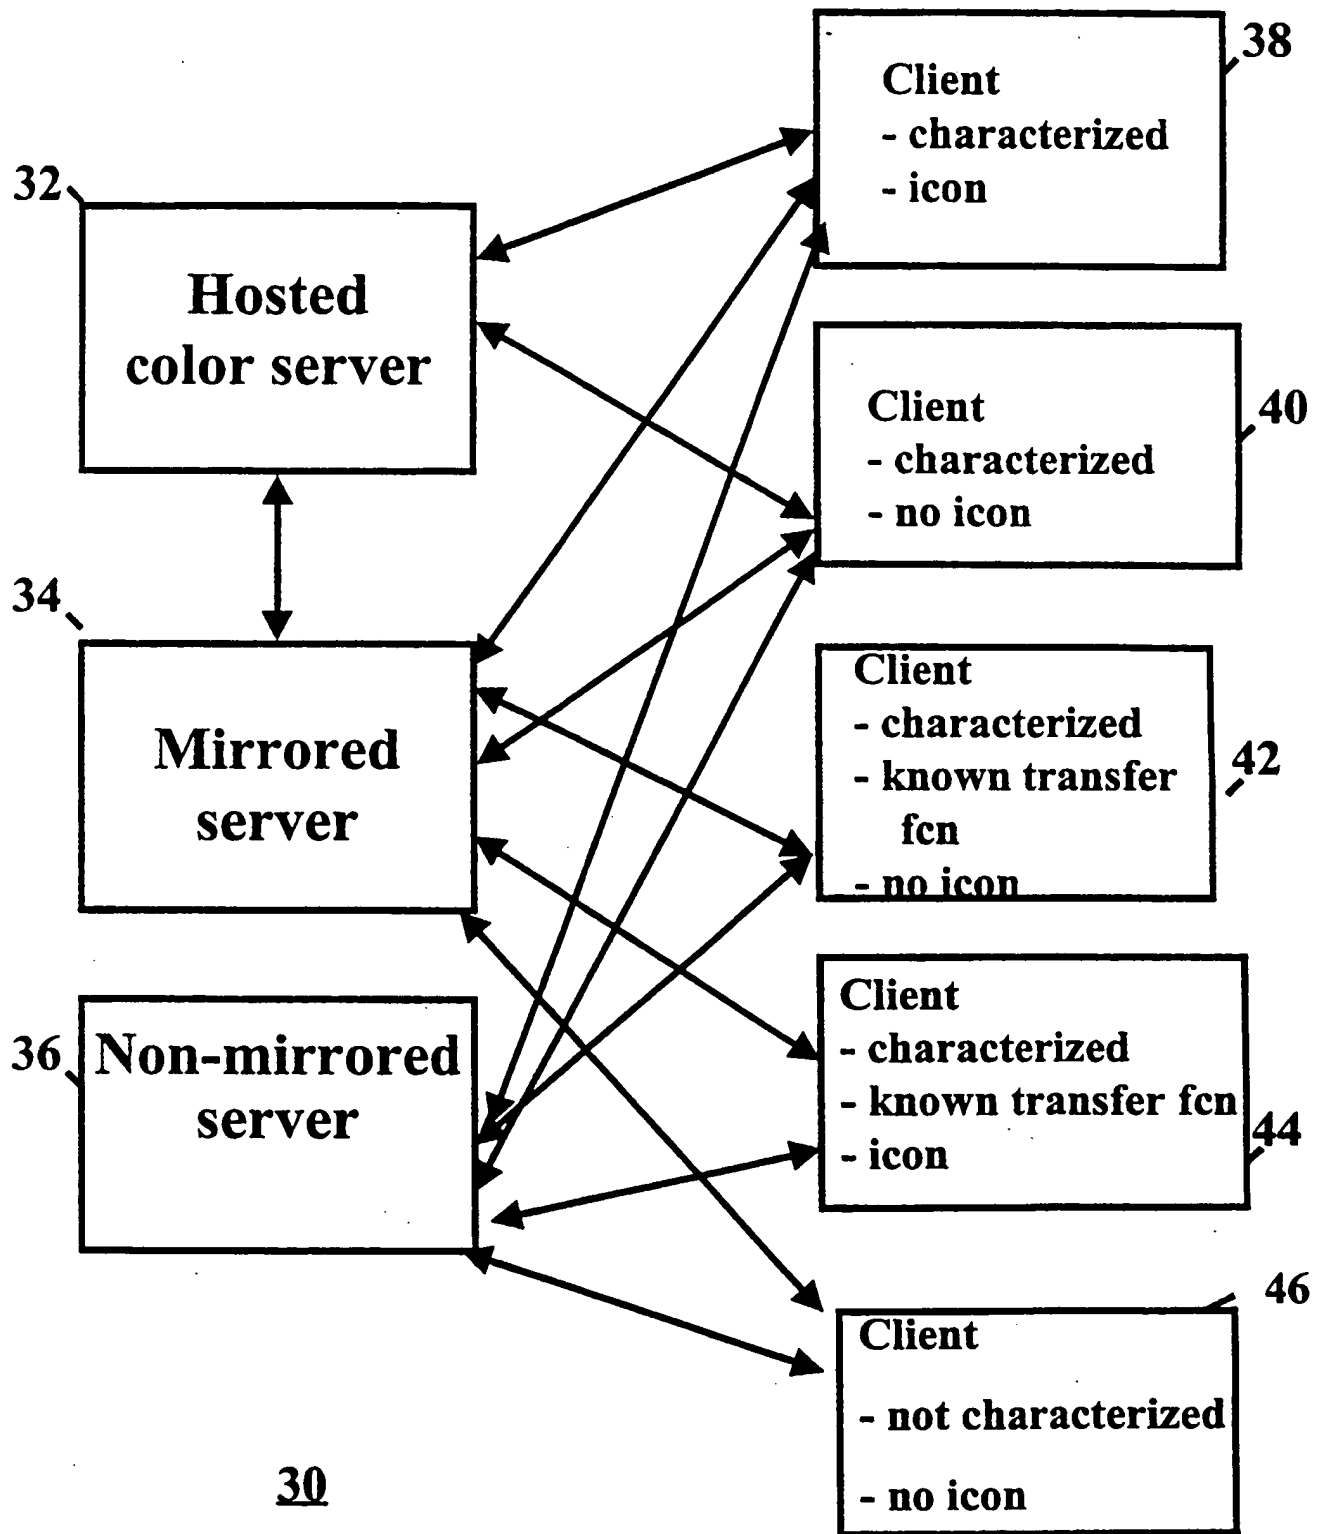 32
Hosted
color server
34
Mirrored
server
36
Non-mirrored
server
30
38
Client
- characterized
- icon
40
Client
- characterized
- no icon
42
Client
- characterized
- known transfer
fcn
- no icon
44
Client
- characterized
- known transfer fcn
- icon
46
Client
- not characterized
- no icon